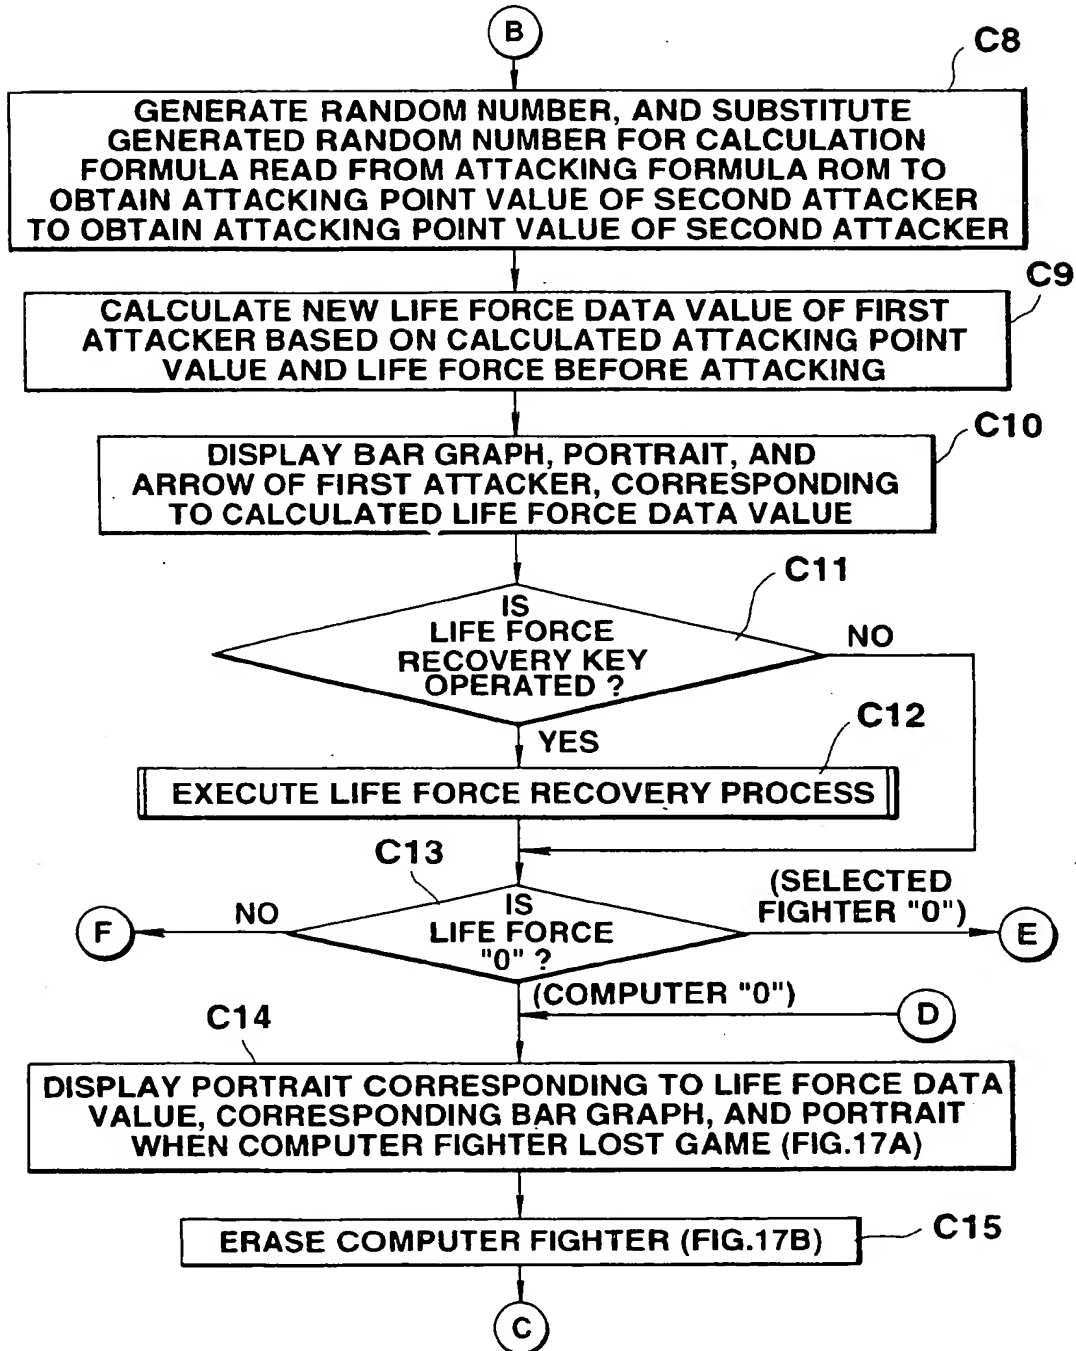 B
C8
GENERATE RANDOM NUMBER, AND SUBSTITUTE
GENERATED RANDOM NUMBER FOR CALCULATION
FORMULA READ FROM ATTACKING FORMULA ROM TO
OBTAIN ATTACKING POINT VALUE OF SECOND ATTACKER
TO OBTAIN ATTACKING POINT VALUE OF SECOND ATTACKER
C9
CALCULATE NEW LIFE FORCE DATA VALUE OF FIRST
ATTACKER BASED ON CALCULATED ATTACKING POINT
VALUE AND LIFE FORCE BEFORE ATTACKING
C10
DISPLAY BAR GRAPH, PORTRAIT, AND
ARROW OF FIRST ATTACKER, CORRESPONDING
TO CALCULATED LIFE FORCE DATA VALUE
C11
IS
LIFE FORCE
RECOVERY KEY
OPERATED ?
NO
YES
C12
EXECUTE LIFE FORCE RECOVERY PROCESS
C13
IS
LIFE FORCE
"0" ?
NO
F
(SELECTED
FIGHTER "0")
E
(COMPUTER "0")
D
C14
DISPLAY PORTRAIT CORRESPONDING TO LIFE FORCE DATA
VALUE, CORRESPONDING BAR GRAPH, AND PORTRAIT
WHEN COMPUTER FIGHTER LOST GAME (FIG.17A)
C15
ERASE COMPUTER FIGHTER (FIG.17B)
C